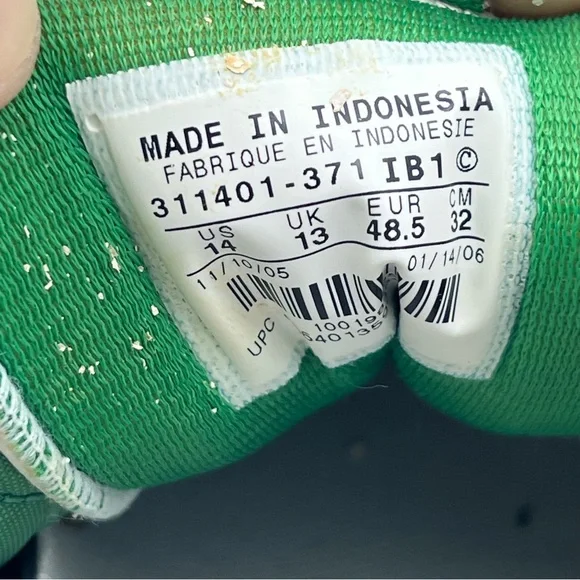 MADE IN INDONESIA
FABRIQUE EN INDONESIE
311401-371 IB1 ©
US UK EUR CM
14 13 48.5 32
11/10/05 01/14/06
UPC